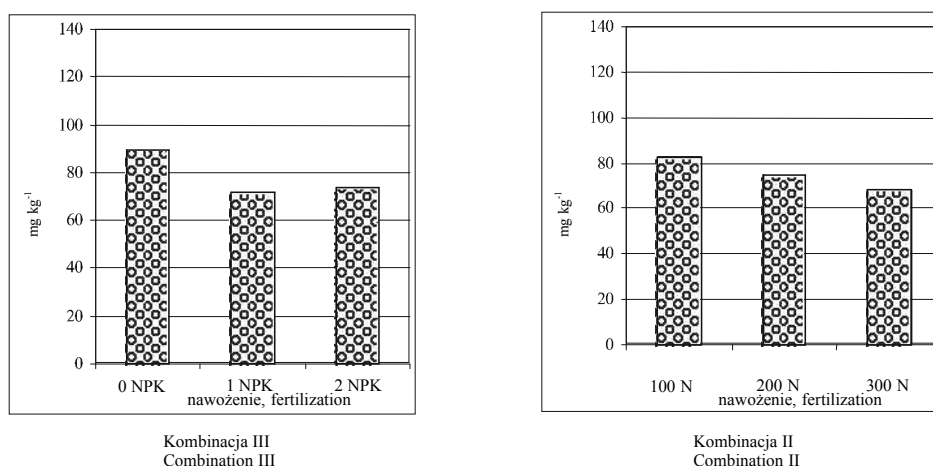 140
120
100
80
60
40
20
0
mg kg-1
0 NPK 1 NPK 2 NPK
nawożenie, fertilization
Kombinacja III
Combination III
140
120
100
80
60
40
20
0
mg kg-1
100 N 200 N 300 N
nawożenie, fertilization
Kombinacja II
Combination II